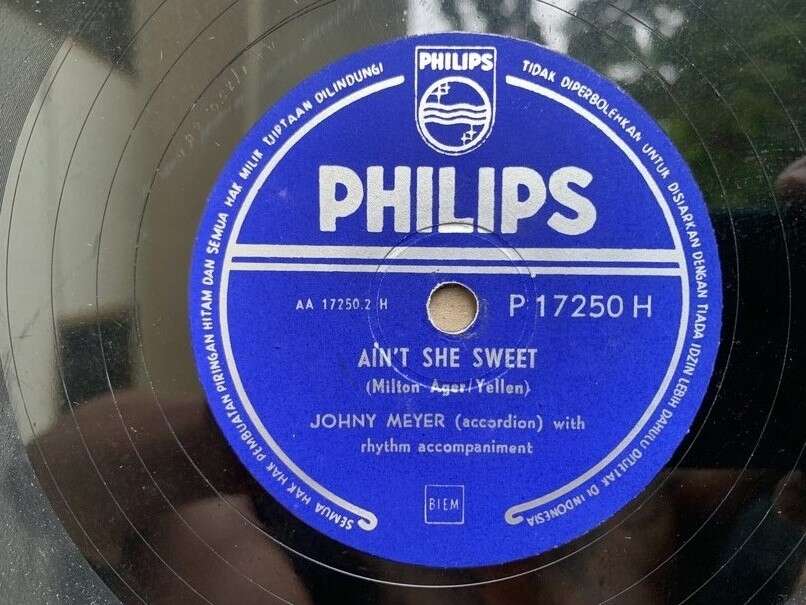 PHILIPS
PHILIPS
AA 17250.2 H
P 17250 H
AIN'T SHE SWEET
(Milton Ager/Yellen)
JOHNY MEYER (accordion) with
rhythm accompaniment
BIEM
SEMUA HAK HAK PEMBUATAN PIRINGAN HITAM DAN SEMUA HAK MILIK TJIPTAAN DILINDUNGI
TIDAK DIPERBOLEHKAN UNTUK DISIARKAN DENGAN TIADA IDZIN LEBIH DAHULU DITJETAK DI INDONESIA